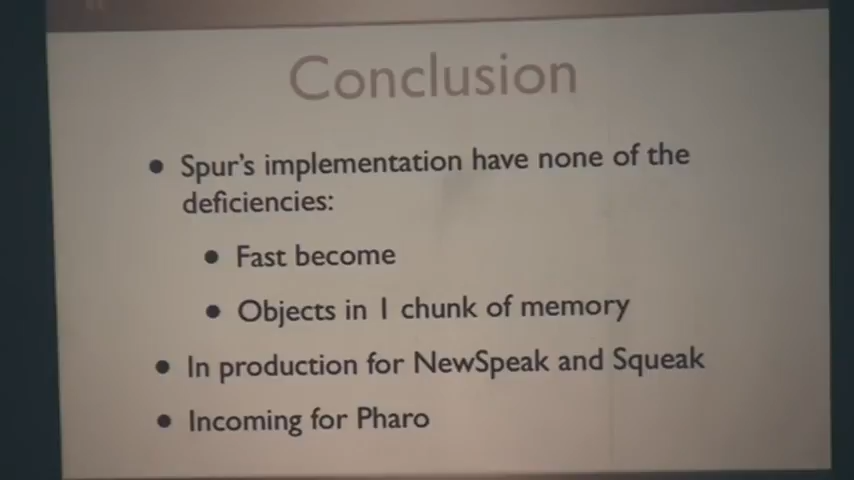 Conclusion
• Spur's implementation have none of the
deficiencies:
• Fast become
• Objects in 1 chunk of memory
• In production for NewSpeak and Squeak
• Incoming for Pharo